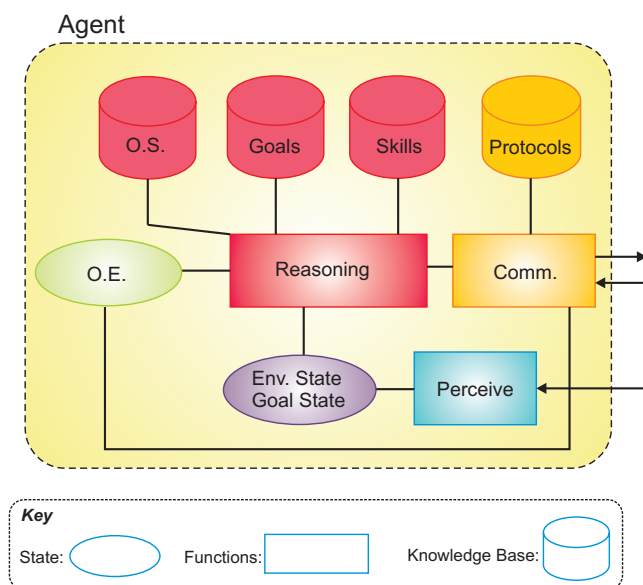 Agent
O.S.
Goals
Skills
Protocols
O.E.
Reasoning
Comm.
Env. State
Goal State
Perceive
Key
State:
Functions:
Knowledge Base: